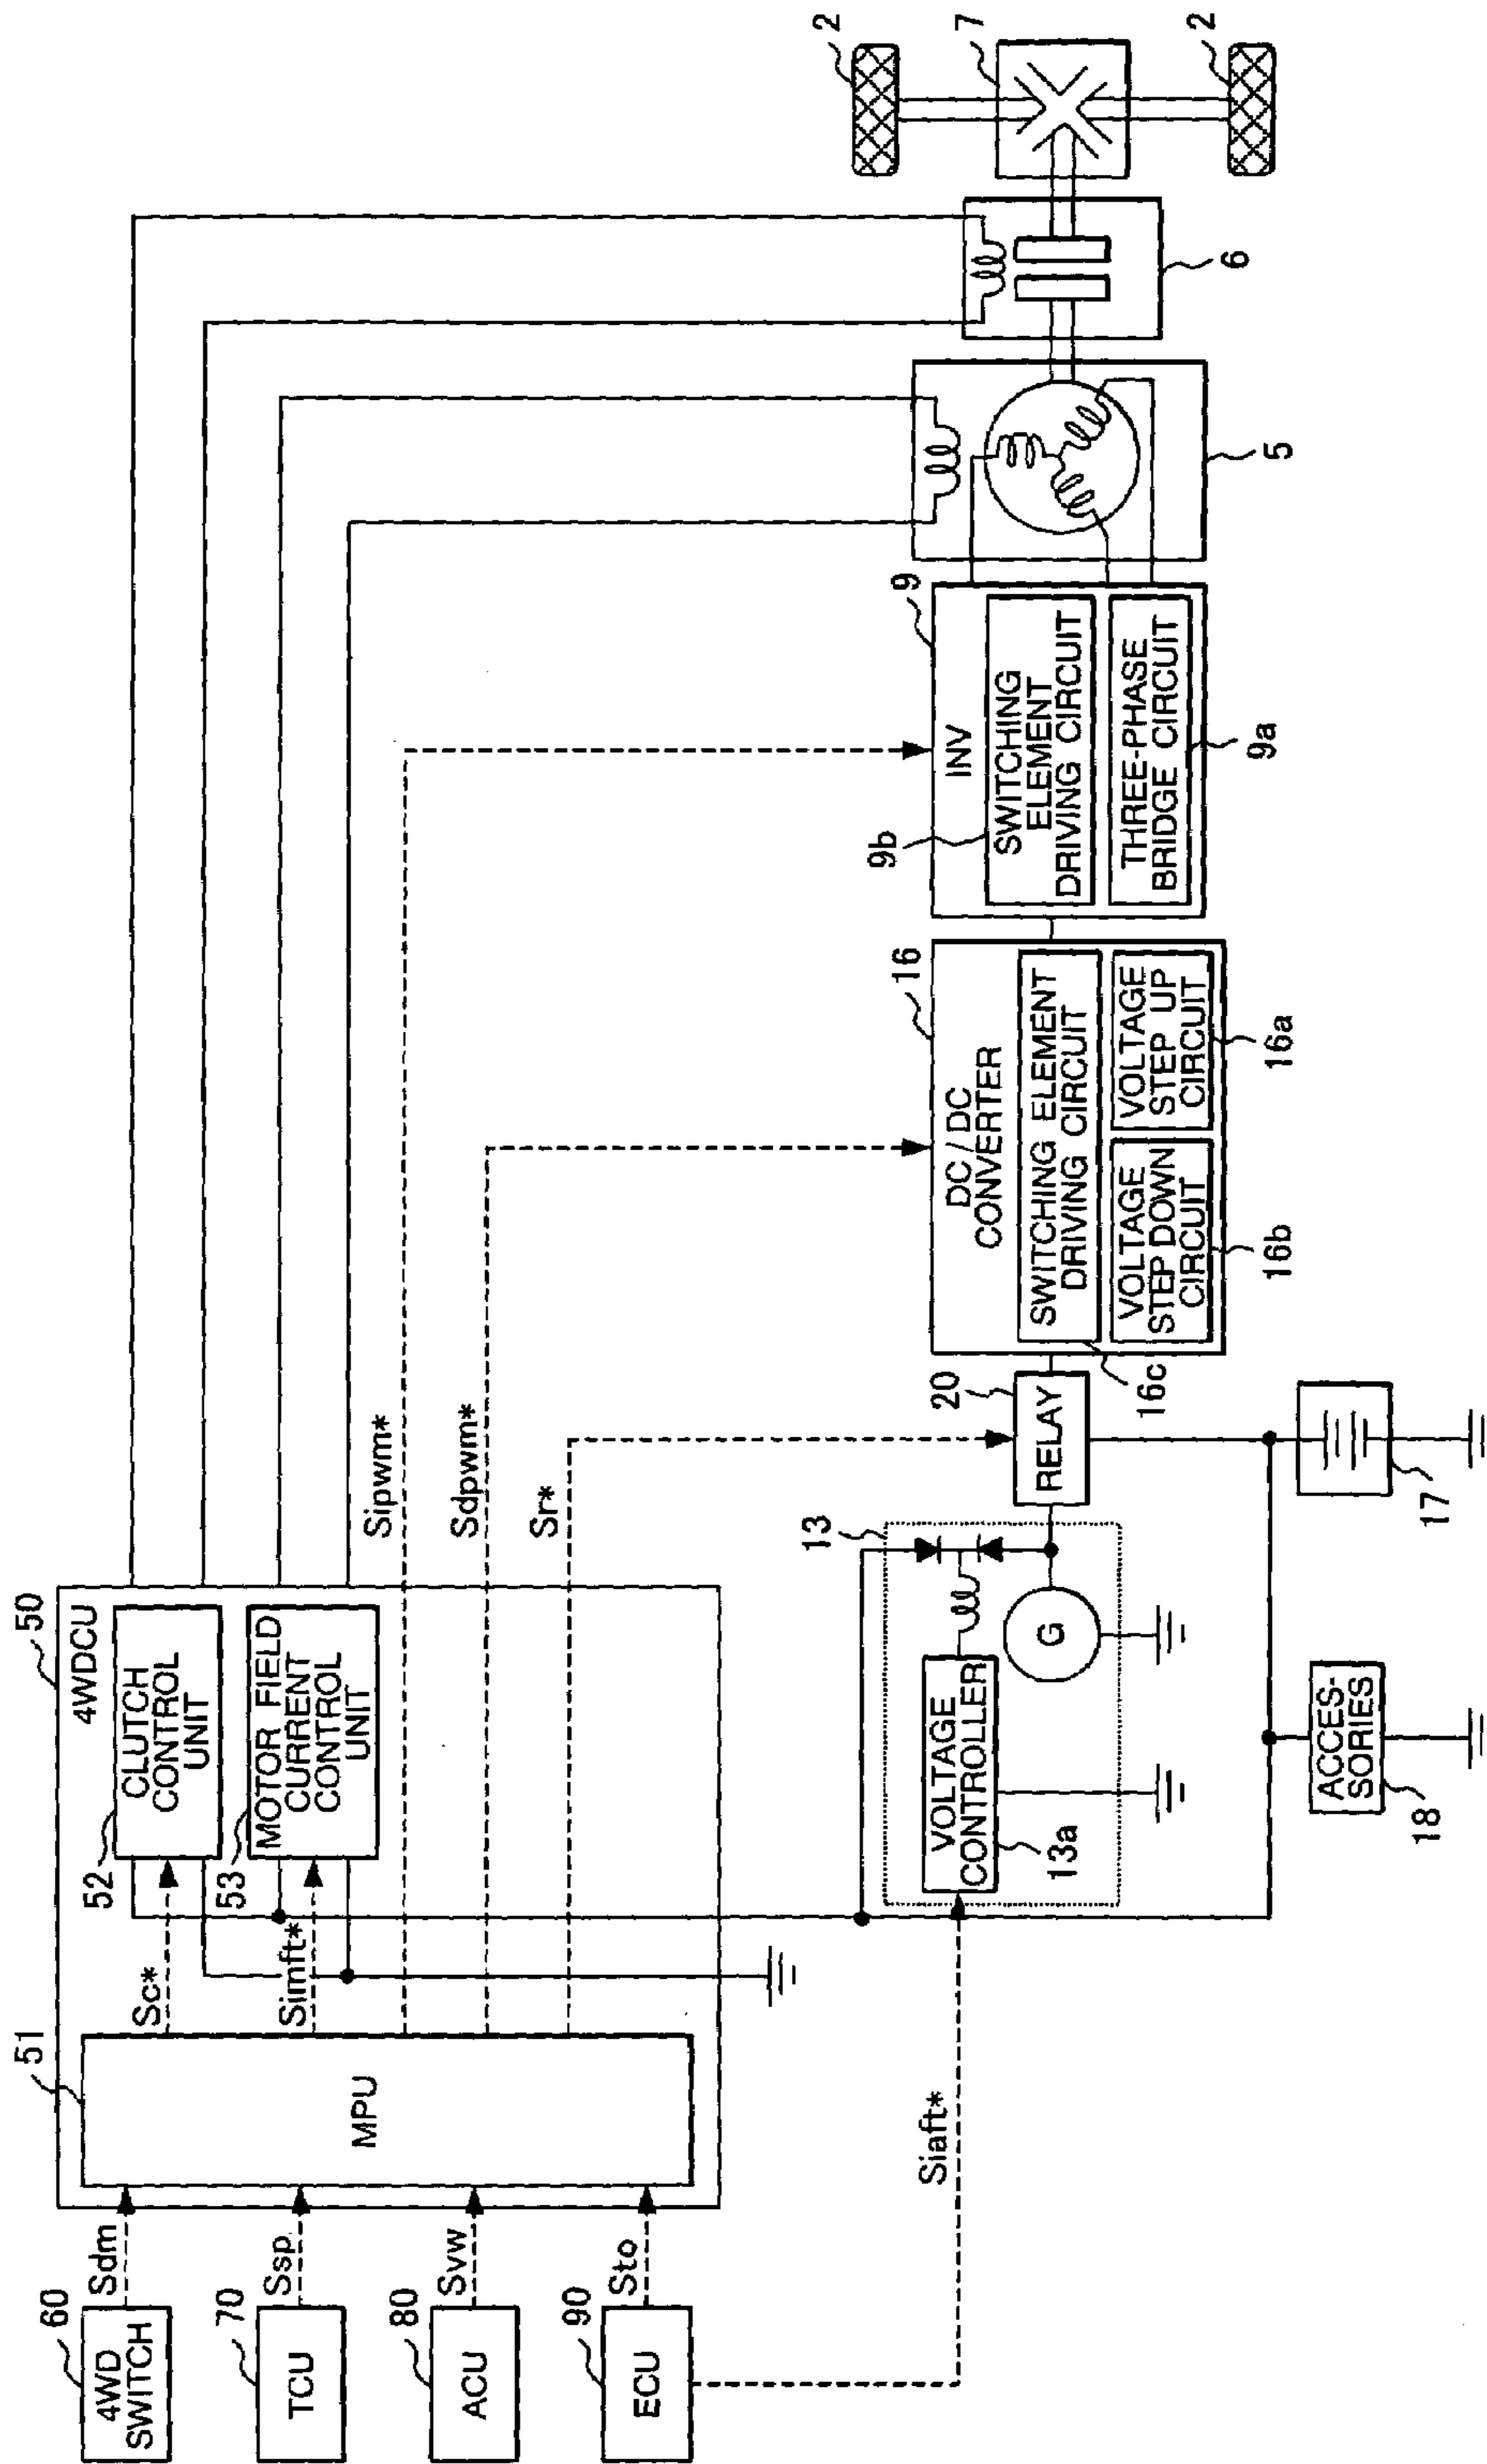 60
4WD
SWITCH
Sdm
70
TCU
Ssp
80
ACU
Svw
90
ECU
Sto
Siaft*
50
4WDCU
51
MPU
Sc*
52
CLUTCH
CONTROL
UNIT
Simft*
53
MOTOR FIELD
CURRENT
CONTROL
UNIT
Sipwm*
Sdpwm*
Sr*
13
VOLTAGE
CONTROLLER
13a
G
18
ACCES-
SORIES
17
20
RELAY
16
DC/DC
CONVERTER
SWITCHING ELEMENT
DRIVING CIRCUIT
16c
VOLTAGE
STEP DOWN
CIRCUIT
16b
VOLTAGE
STEP UP
CIRCUIT
16a
9
INV
9b
SWITCHING
ELEMENT
DRIVING CIRCUIT
THREE-PHASE
BRIDGE CIRCUIT
9a
5
6
7
2
2